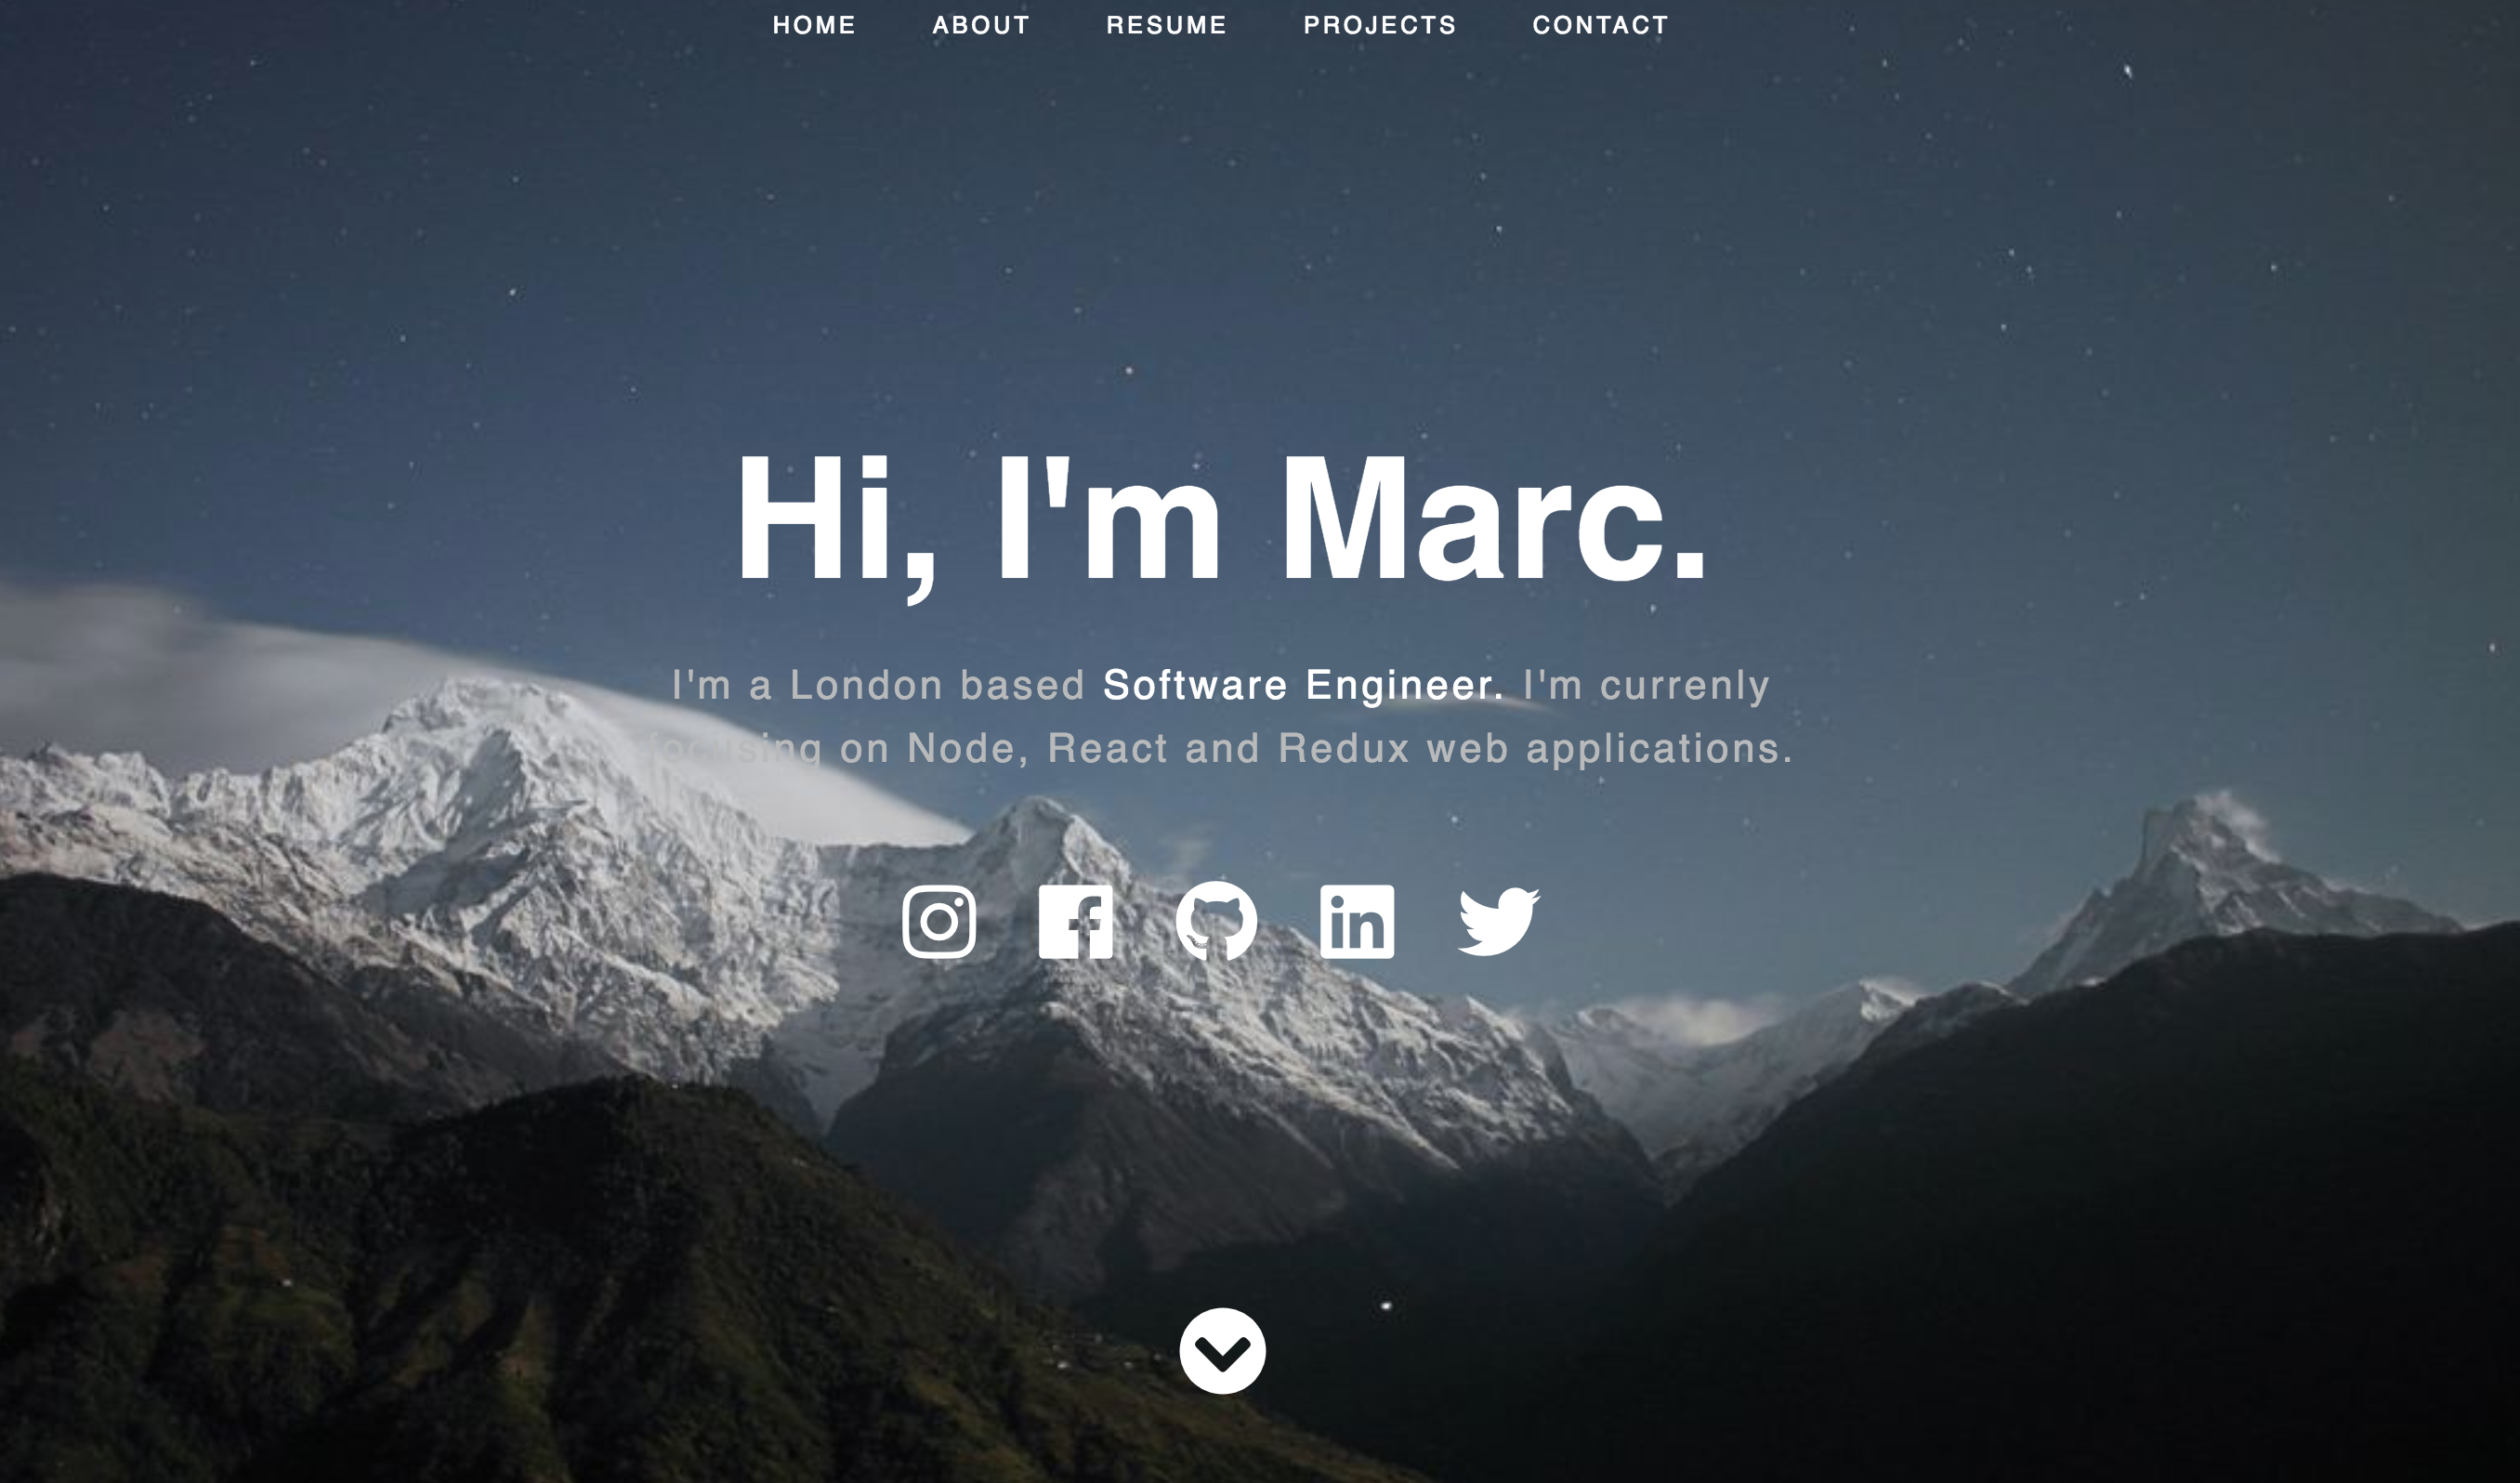 HOME ABOUT RESUME PROJECTS CONTACT
Hi, I'm Marc.
I'm a London based Software Engineer. I'm currenly
focusing on Node, React and Redux web applications.